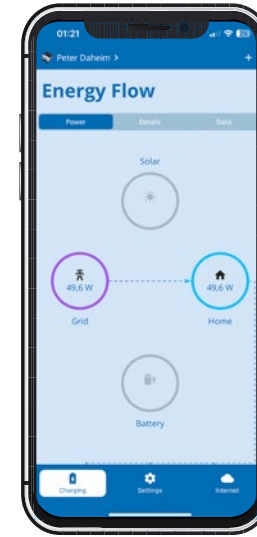 01:21
Peter Daheim >
+
Energy Flow
Power Details Data
Solar
49,6 W
49,6 W
Grid Home
Battery
Charging Settings Internet